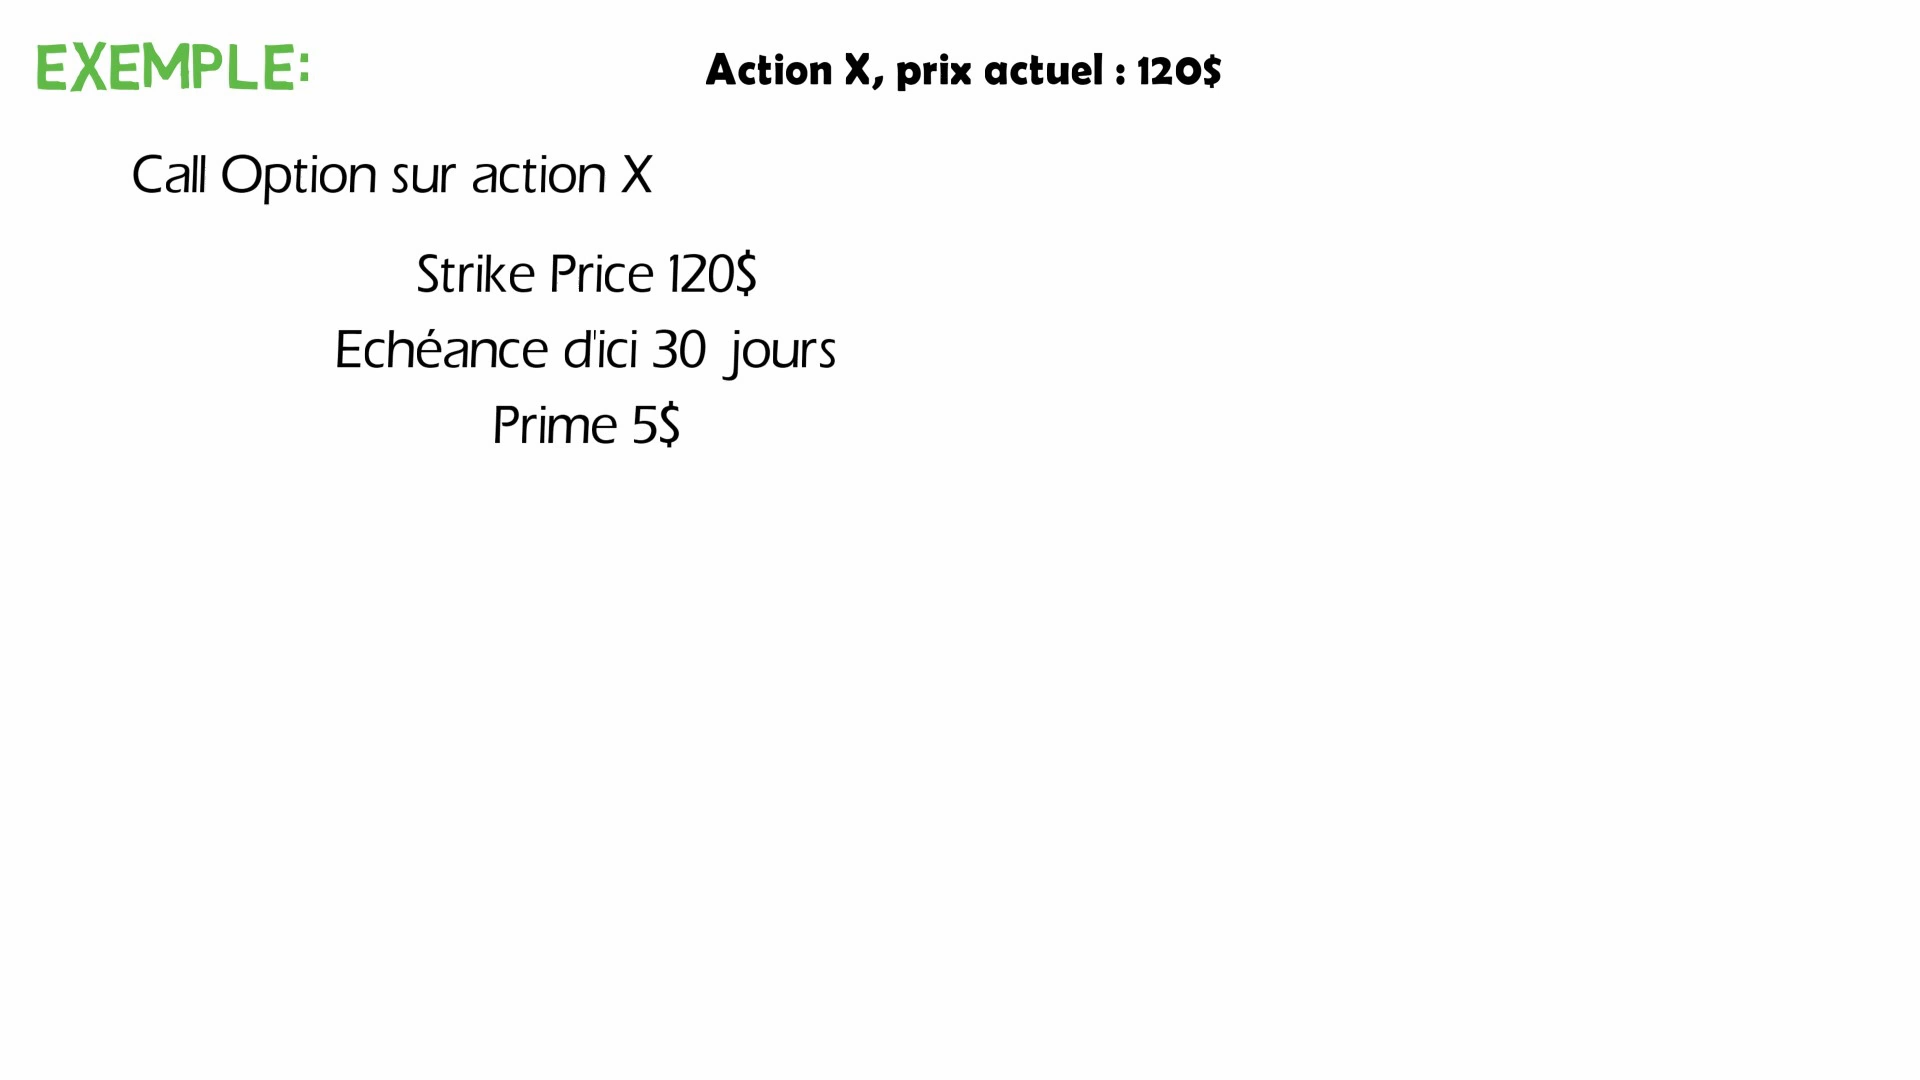 EXEMPLE:
Action X, prix actuel : 120$
Call Option sur action X
Strike Price 120$
Echéance d'ici 30 jours
Prime 5$